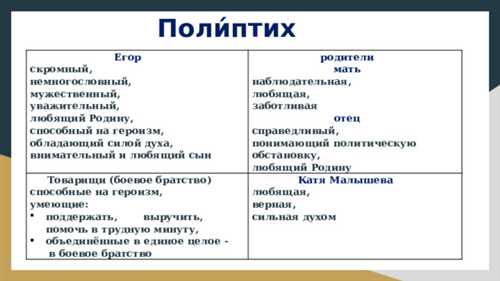 Поли́птих
Егор
скромный,
немногословный,
мужественный,
уважительный,
любящий Родину,
способный на героизм,
обладающий силой духа,
внимательный и любящий сын
родители
мать
наблюдательная,
любящая,
заботливая
отец
справедливый,
понимающий политическую
обстановку,
любящий Родину
Товарищи (боевое братство)
способные на героизм,
умеющие:
• поддержать, выручить,
помочь в трудную минуту,
• объединённые в единое целое -
в боевое братство
Катя Малышева
любящая,
верная,
сильная духом